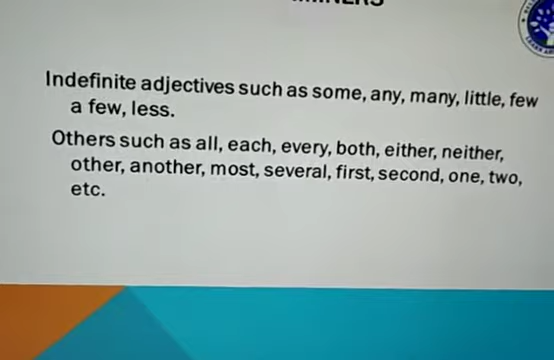 Indefinite adjectives such as some, any, many, little, few
a few, less.
Others such as all, each, every, both, either, neither,
other, another, most, several, first, second, one, two,
etc.